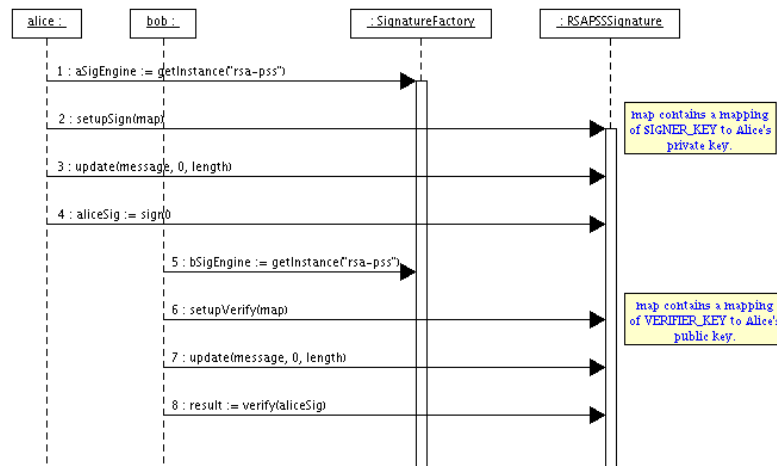 alice :
bob :
: SignatureFactory
: RSAPSSSignature
1 : aSigEngine := getInstance("rsa-pss")
2 : setupSign(map)
map contains a mapping
of SIGNER_KEY to Alice's
private key.
3 : update(message, 0, length)
4 : aliceSig := sign()
5 : bSigEngine := getInstance("rsa-pss")
6 : setupVerify(map)
map contains a mapping
of VERIFIER_KEY to Alice's
public key.
7 : update(message, 0, length)
8 : result := verify(aliceSig)